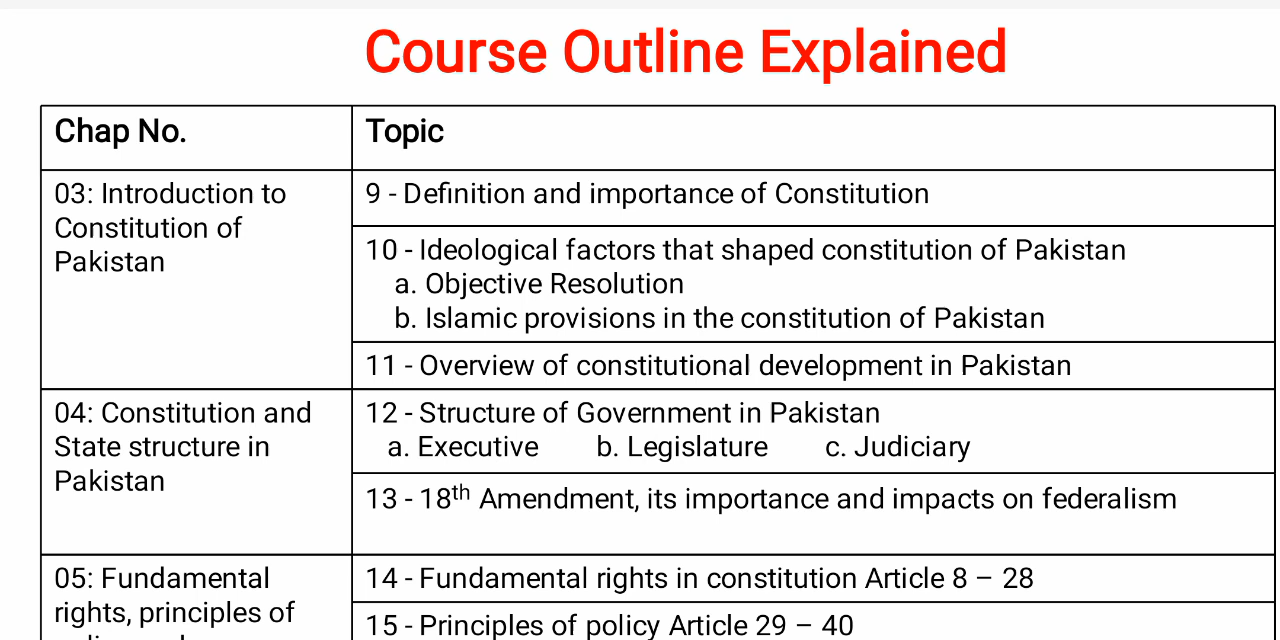 Course Outline Explained
Chap No.
Topic
03: Introduction to
Constitution of
Pakistan
9 - Definition and importance of Constitution
10 - Ideological factors that shaped constitution of Pakistan
a. Objective Resolution
b. Islamic provisions in the constitution of Pakistan
11 - Overview of constitutional development in Pakistan
04: Constitution and
State structure in
Pakistan
12 - Structure of Government in Pakistan
a. Executive b. Legislature c. Judiciary
13 - 18th Amendment, its importance and impacts on federalism
05: Fundamental
rights, principles of
14 - Fundamental rights in constitution Article 8 – 28
15 - Principles of policy Article 29 – 40